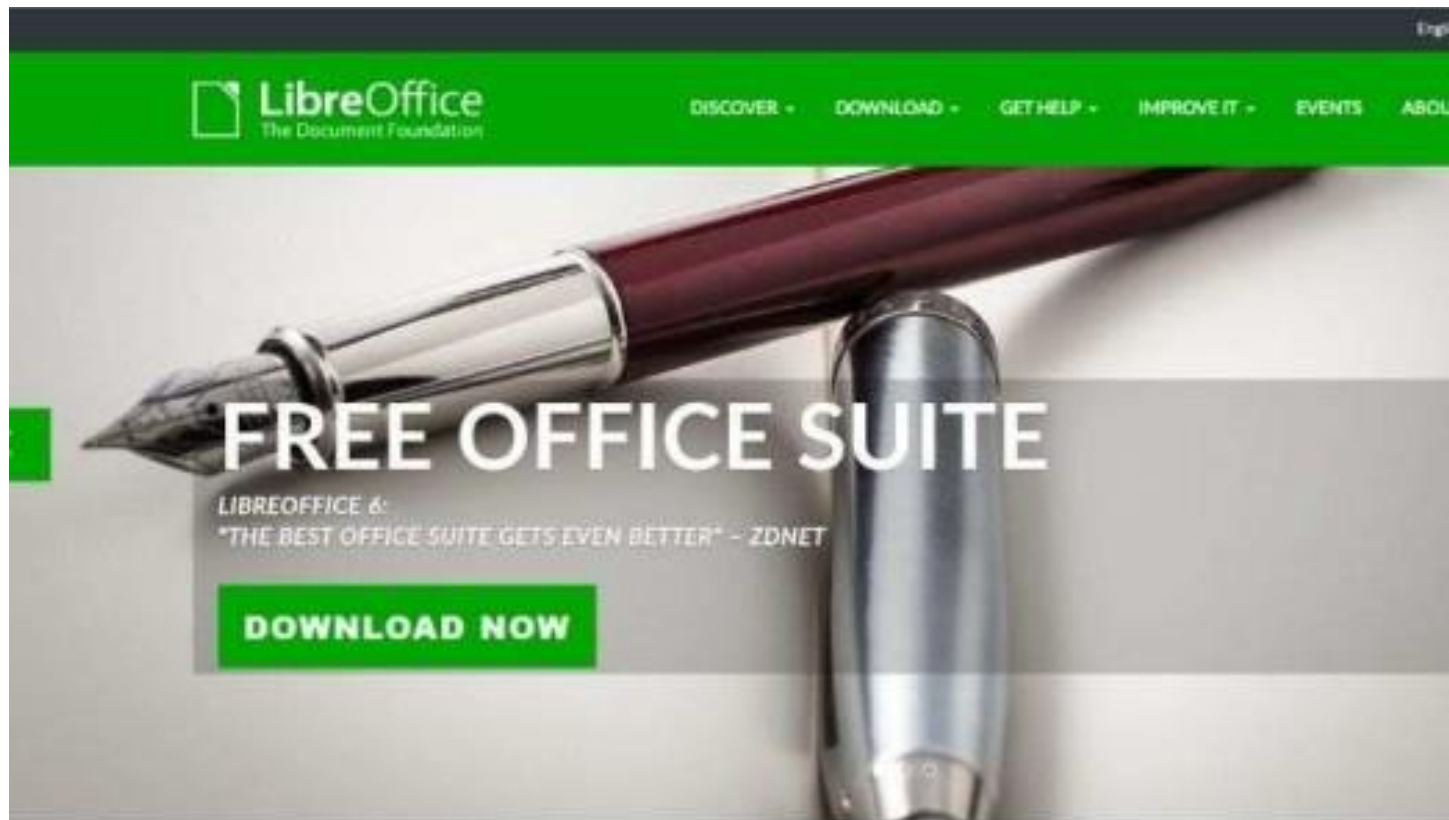 LibreOffice
The Document Foundation
DISCOVER DOWNLOAD GET HELP IMPROVE IT EVENTS
FREE OFFICE SUITE
LIBREOFFICE 6:
"THE BEST OFFICE SUITE GETS EVEN BETTER" – ZDNET
DOWNLOAD NOW